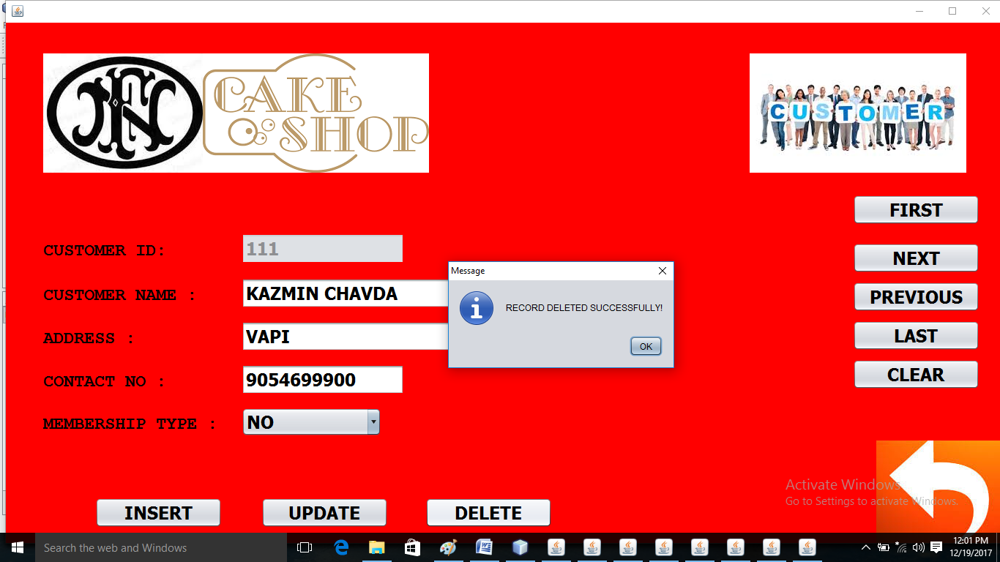 CAKE
SHOP
CUSTOMER
FIRST
CUSTOMER ID:
111
NEXT
Message
RECORD DELETED SUCCESSFULLY!
OK
CUSTOMER NAME :
KAZMIN CHAVDA
PREVIOUS
ADDRESS :
VAPI
LAST
CONTACT NO :
9054699900
CLEAR
MEMBERSHIP TYPE :
NO
Activate Windows
Go to Settings to activate Windows.
INSERT
UPDATE
DELETE
Search the web and Windows
12:01 PM
12/19/2017